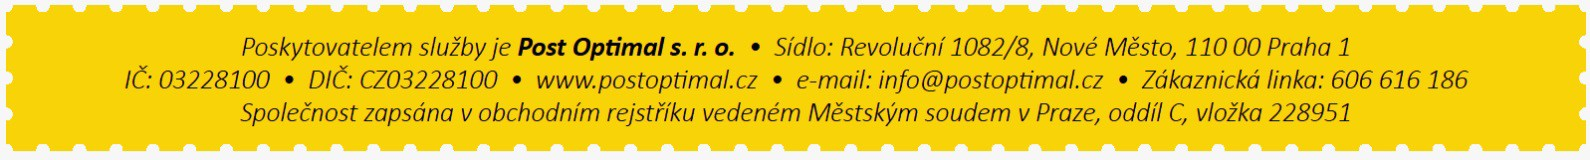 Poskytovatelem služby je Post Optimal s. r. o. • Sídlo: Revoluční 1082/8, Nové Město, 110 00 Praha 1
IČ: 03228100 • DIČ: CZ03228100 • www.postoptimal.cz • e-mail: info@postoptimal.cz • Zákaznická linka: 606 616 186
Společnost zapsána v obchodním rejstříku vedeném Městským soudem v Praze, oddíl C, vložka 228951